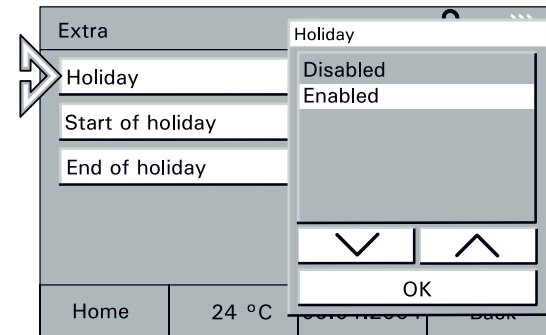 Extra
Holiday
Start of holiday
End of holiday
Holiday
Disabled
Enabled
OK
Home
24 °C